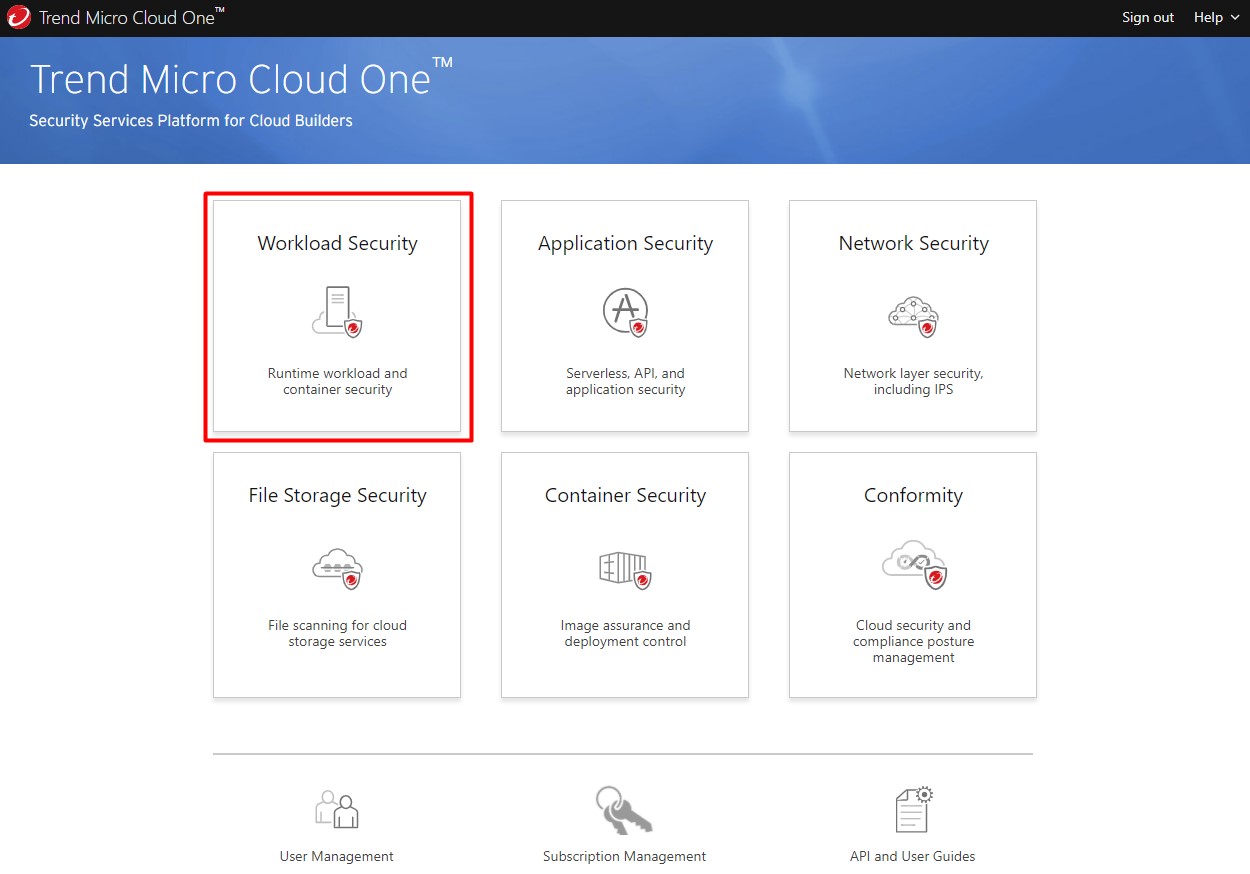 Trend Micro Cloud One™
Sign out
Help
Trend Micro Cloud One™
Security Services Platform for Cloud Builders
Workload Security
Runtime workload and
container security
Application Security
Serverless, API, and
application security
Network Security
Network layer security,
including IPS
File Storage Security
File scanning for cloud
storage services
Container Security
Image assurance and
deployment control
Conformity
Cloud security and
compliance posture
management
User Management
Subscription Management
API and User Guides